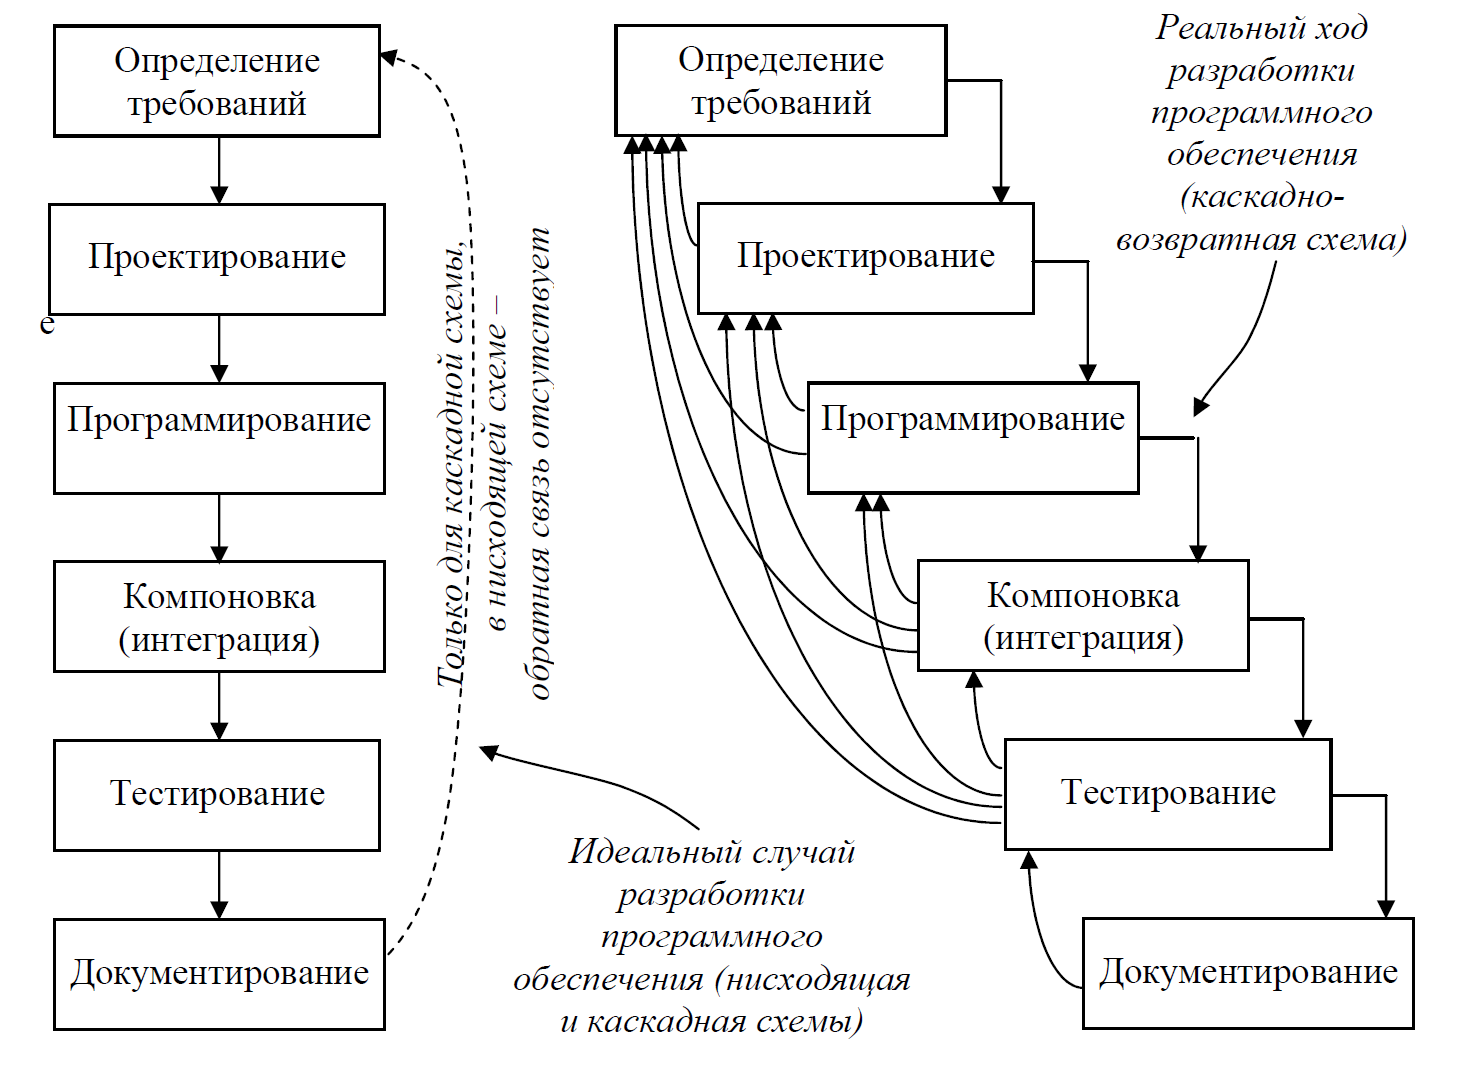 Определение
требований
Проектирование
е
Программирование
Компоновка
(интеграция)
Тестирование
Документирование
Только для каскадной схемы,
в нисходящей схеме –
обратная связь отсутствует
Идеальный случай
разработки
программного
обеспечения (нисходящая
и каскадная схемы)
Определение
требований
Проектирование
Программирование
Компоновка
(интеграция)
Тестирование
Документирование
Реальный ход
разработки
программного
обеспечения
(каскадно-
возвратная схема)